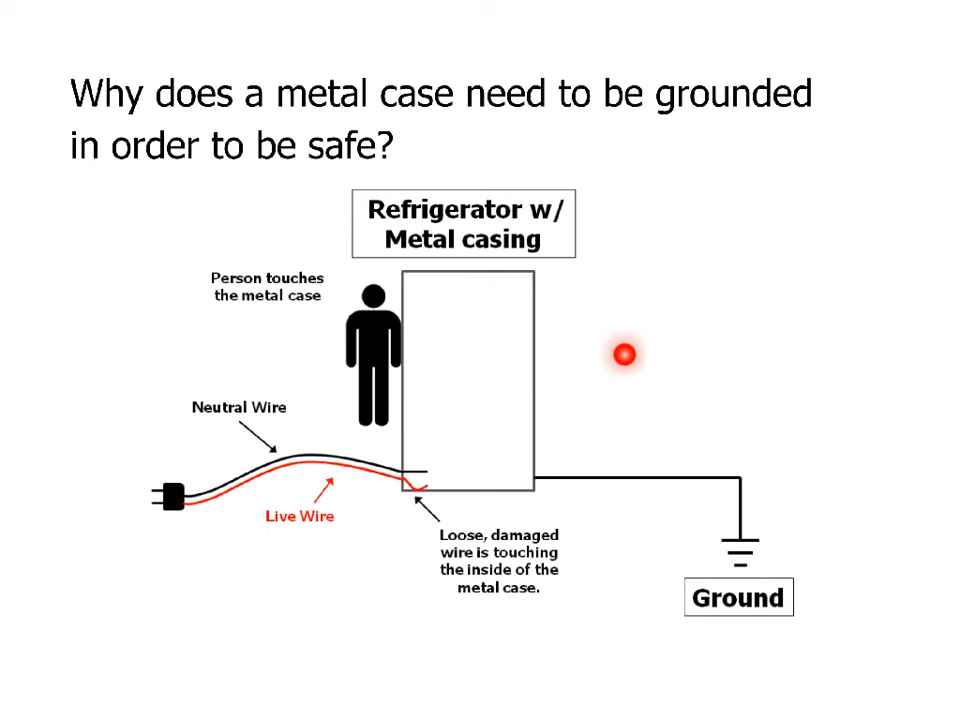 Why does a metal case need to be grounded
in order to be safe?
Refrigerator w/
Metal casing
Person touches
the metal case
Neutral Wire
Live Wire
Loose, damaged
wire is touching
the inside of the
metal case.
Ground